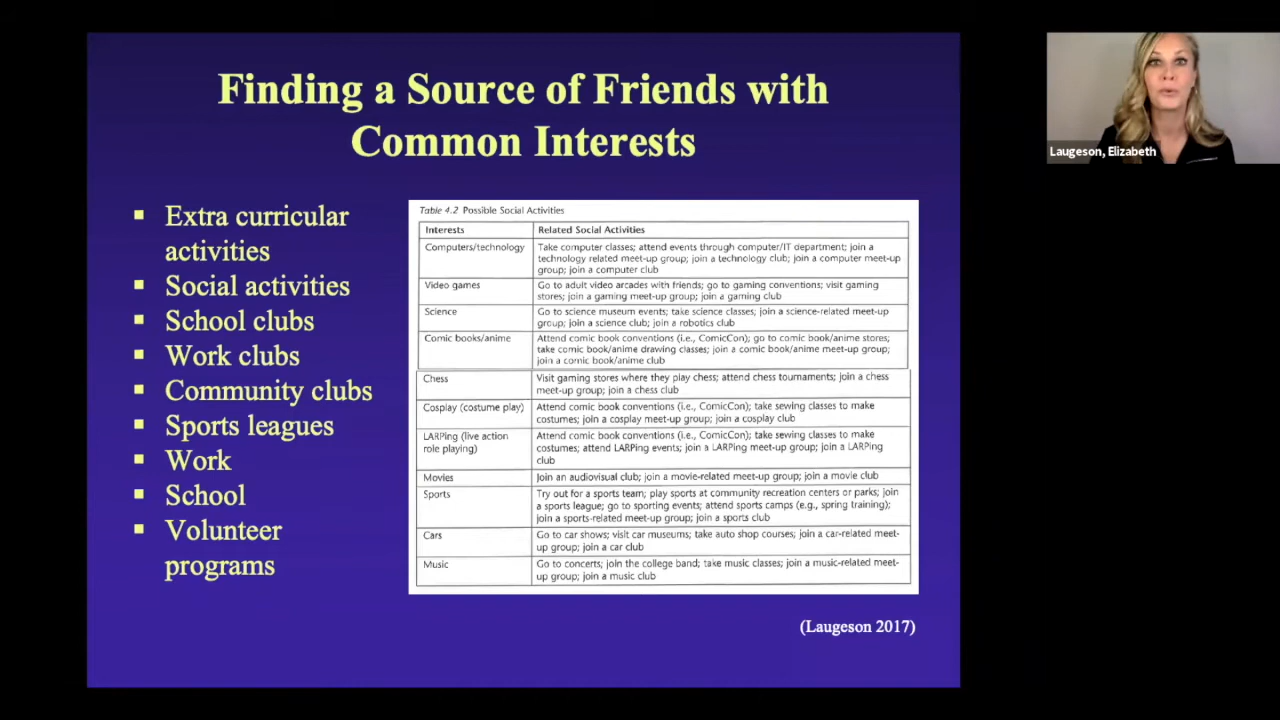 Finding a Source of Friends with
Common Interests
Laugeson, Elizabeth
▪ Extra curricular
activities
▪ Social activities
▪ School clubs
▪ Work clubs
▪ Community clubs
▪ Sports leagues
▪ Work
▪ School
▪ Volunteer
programs
Table 4.2 Possible Social Activities
Interests Related Social Activities
Computers/technology Take computer classes; attend events through computer/IT department; join a
technology related meet-up group; join a technology club; join a computer meet-up
group; join a computer club
Video games Go to adult video arcades with friends; go to gaming conventions; visit gaming
stores; join a gaming meet-up group; join a gaming club
Science Go to science museum events; take science classes; join a science-related meet-up
group; join a science club; join a robotics club
Comic books/anime Attend comic book conventions (i.e., ComicCon); go to comic book/anime stores;
take comic book/anime drawing classes; join a comic book/anime meet-up group;
join a comic book/anime club
Chess Visit gaming stores where they play chess; attend chess tournaments; join a chess
meet-up group; join a chess club
Cosplay (costume play) Attend comic book conventions (i.e., ComicCon); take sewing classes to make
costumes; join a cosplay meet-up group; join a cosplay club
LARPing (live action Attend comic book conventions (i.e., ComicCon); take sewing classes to make
role playing) costumes; attend LARPing events; join a LARPing meet-up group; join a LARPing
club
Movies Join an audiovisual club; join a movie-related meet-up group; join a movie club
Sports Try out for a sports team; play sports at community recreation centers or parks; join
a sports league; go to sporting events; attend sports camps (e.g., spring training);
join a sports-related meet-up group; join a sports club
Cars Go to car shows; visit car museums; take auto shop courses; join a car-related meet-
up group; join a car club
Music Go to concerts; join the college band; take music classes; join a music-related meet-
up group; join a music club
(Laugeson 2017)